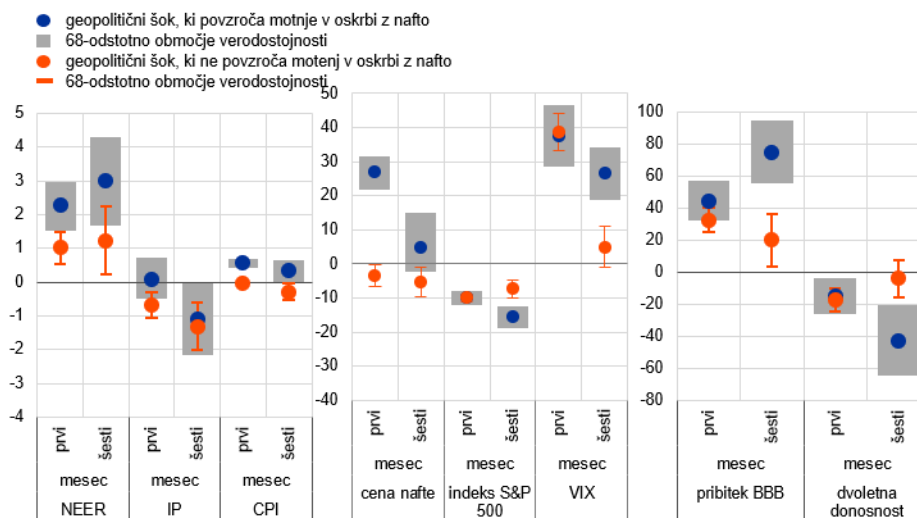 geopolitični šok, ki povzroča motnje v oskrbi z nafto
68-odstotno območje verodostojnosti
geopolitični šok, ki ne povzroča motenj v oskrbi z nafto
68-odstotno območje verodostojnosti
5
4
3
2
1
0
-1
-2
-3
-4
prvi
šesti
prvi
šesti
prvi
šesti
mesec
mesec
mesec
NEER
IP
CPI
50
40
30
20
10
0
-10
-20
-30
-40
prvi
šesti
prvi
šesti
prvi
šesti
mesec
mesec
mesec
cena nafte
indeks S&P
500
VIX
100
80
60
40
20
0
-20
-40
-60
-80
prvi
šesti
prvi
šesti
mesec
mesec
pribitek BBB
dvoletna
donosnost